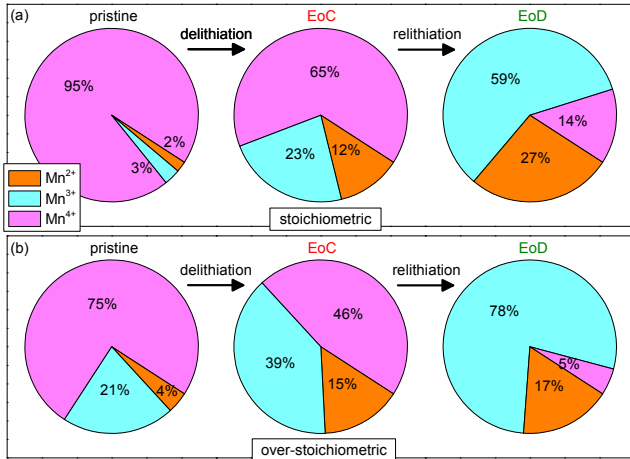 (a)
pristine
delithiation
EoC
relithiation
EoD
95%
2%
3%
65%
23%
12%
59%
14%
27%
Mn²⁺
Mn³⁺
Mn⁴⁺
stoichiometric
(b)
pristine
delithiation
EoC
relithiation
EoD
75%
21%
4%
46%
39%
15%
78%
5%
17%
over-stoichiometric